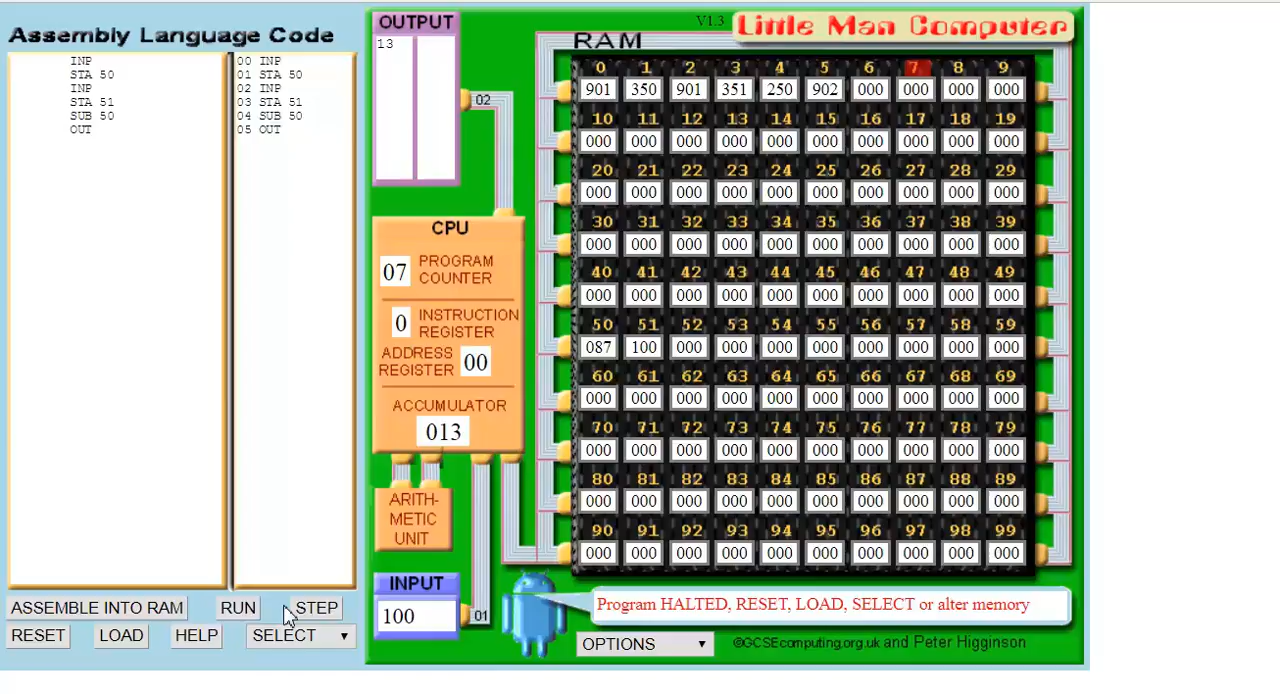 Assembly Language Code
INP
STA 50
INP
STA 51
SUB 50
OUT
00 INP
01 STA 50
02 INP
03 STA 51
04 SUB 50
05 OUT
ASSEMBLE INTO RAM RUN STEP
RESET LOAD HELP SELECT ▼
OUTPUT
13
02
CPU
07 PROGRAM COUNTER
0 INSTRUCTION REGISTER
ADDRESS REGISTER 00
ACCUMULATOR
013
ARITH-
METIC
UNIT
INPUT
100
01
V1.3
Little Man Computer
RAM
0 1 2 3 4 5 6 7 8 9
901 350 901 351 250 902 000 000 000 000
10 11 12 13 14 15 16 17 18 19
000 000 000 000 000 000 000 000 000 000
20 21 22 23 24 25 26 27 28 29
000 000 000 000 000 000 000 000 000 000
30 31 32 33 34 35 36 37 38 39
000 000 000 000 000 000 000 000 000 000
40 41 42 43 44 45 46 47 48 49
000 000 000 000 000 000 000 000 000 000
50 51 52 53 54 55 56 57 58 59
087 100 000 000 000 000 000 000 000 000
60 61 62 63 64 65 66 67 68 69
000 000 000 000 000 000 000 000 000 000
70 71 72 73 74 75 76 77 78 79
000 000 000 000 000 000 000 000 000 000
80 81 82 83 84 85 86 87 88 89
000 000 000 000 000 000 000 000 000 000
90 91 92 93 94 95 96 97 98 99
000 000 000 000 000 000 000 000 000 000
Program HALTED, RESET, LOAD, SELECT or alter memory
OPTIONS ▼
©GCSEcomputing.org.uk and Peter Higginson